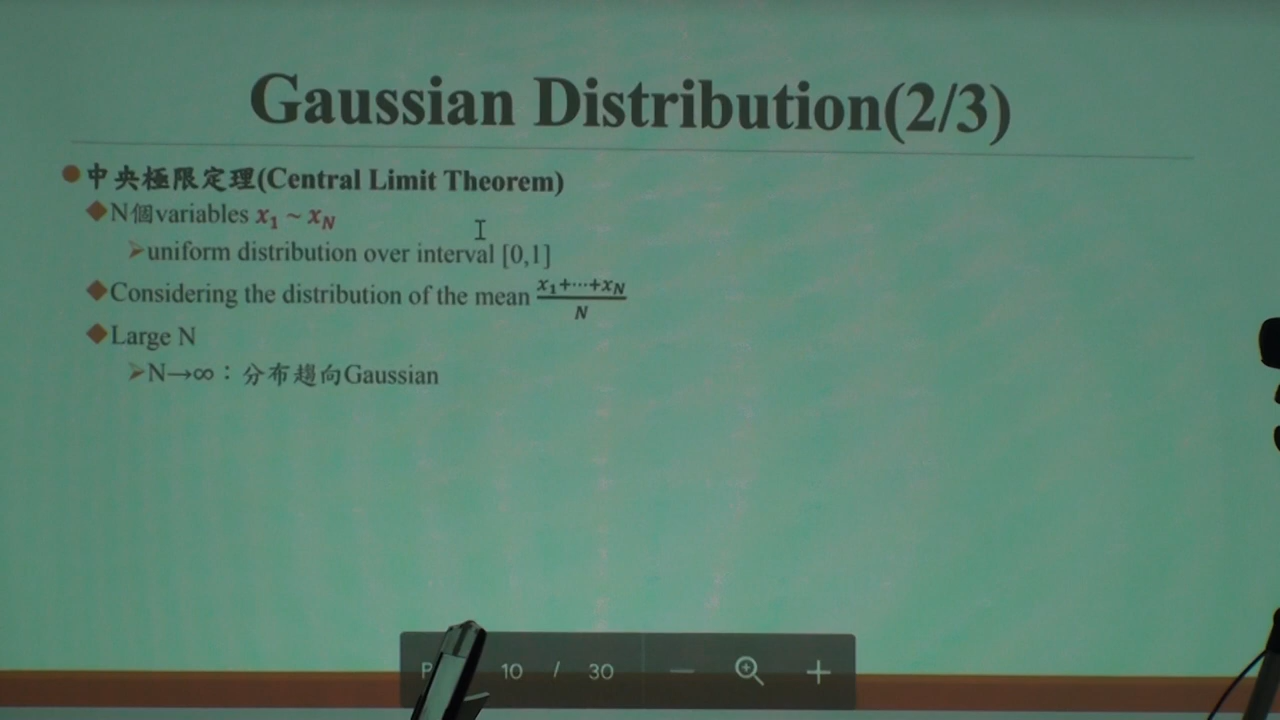 Gaussian Distribution(2/3)
中央極限定理(Central Limit Theorem)
N個variables x₁ ~ x_N
uniform distribution over interval [0,1]
Considering the distribution of the mean (x₁+⋯+x_N)/N
Large N
N→∞：分布趨向Gaussian
10 / 30